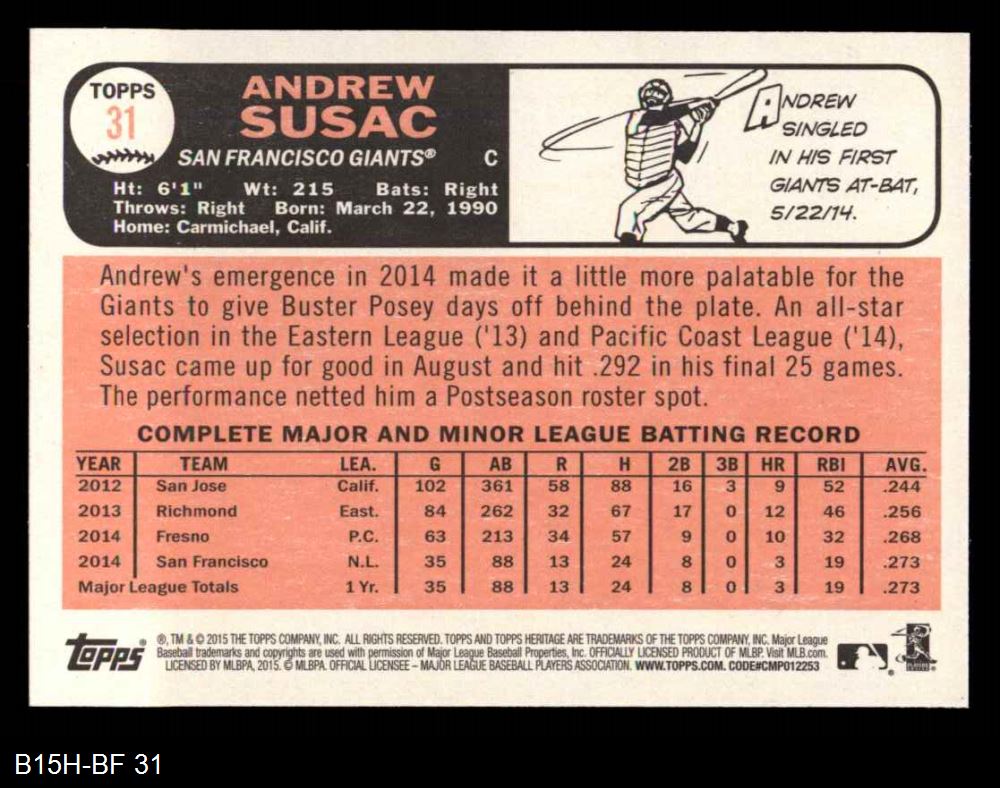 TOPPS
31
ANDREW
SUSAC
SAN FRANCISCO GIANTS® C
Ht: 6'1" Wt: 215 Bats: Right
Throws: Right Born: March 22, 1990
Home: Carmichael, Calif.
ANDREW
SINGLED
IN HIS FIRST
GIANTS AT-BAT,
5/22/14.
Andrew's emergence in 2014 made it a little more palatable for the
Giants to give Buster Posey days off behind the plate. An all-star
selection in the Eastern League ('13) and Pacific Coast League ('14),
Susac came up for good in August and hit .292 in his final 25 games.
The performance netted him a Postseason roster spot.
COMPLETE MAJOR AND MINOR LEAGUE BATTING RECORD
YEAR TEAM LEA. G AB R H 2B 3B HR RBI AVG.
2012 San Jose Calif. 102 361 58 88 16 3 9 52 .244
2013 Richmond East. 84 262 32 67 17 0 12 46 .256
2014 Fresno P.C. 63 213 34 57 9 0 10 32 .268
2014 San Francisco N.L. 35 88 13 24 8 0 3 19 .273
Major League Totals 1 Yr. 35 88 13 24 8 0 3 19 .273
topps
®, TM & © 2015 THE TOPPS COMPANY, INC. ALL RIGHTS RESERVED. TOPPS AND TOPPS HERITAGE ARE TRADEMARKS OF THE TOPPS COMPANY, INC. Major League
Baseball trademarks and copyrights are used with permission of Major League Baseball Properties, Inc. OFFICIALLY LICENSED PRODUCT OF MLBP. Visit MLB.com.
LICENSED BY MLBPA, 2015. © MLBPA. OFFICIAL LICENSEE – MAJOR LEAGUE BASEBALL PLAYERS ASSOCIATION. WWW.TOPPS.COM. CODE#CMP012253
B15H-BF 31